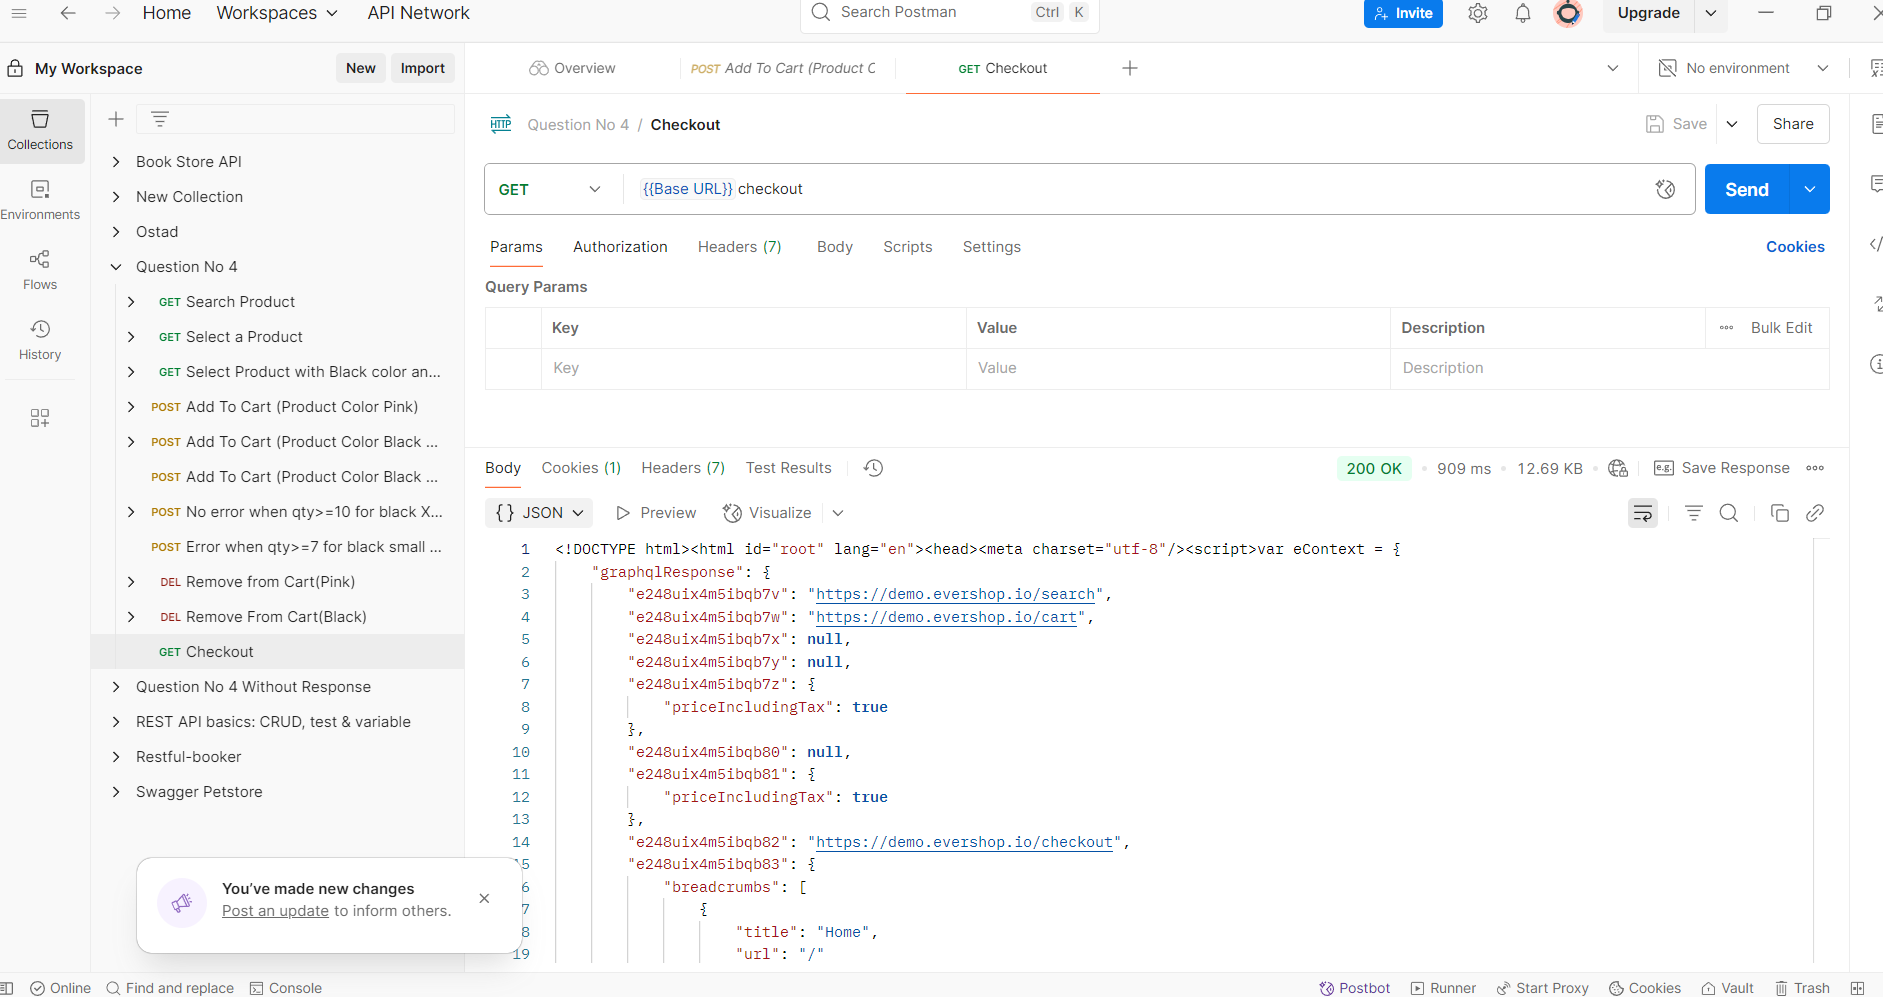 Home Workspaces API Network Search Postman Ctrl K Invite Upgrade
My Workspace New Import Overview POST Add To Cart (Product C GET Checkout No environment
Collections
Environments
Flows
History
Book Store API
New Collection
Ostad
Question No 4
GET Search Product
GET Select a Product
GET Select Product with Black color an...
POST Add To Cart (Product Color Pink)
POST Add To Cart (Product Color Black ...
POST Add To Cart (Product Color Black ...
POST No error when qty>=10 for black X...
POST Error when qty>=7 for black small ...
DEL Remove from Cart(Pink)
DEL Remove From Cart(Black)
GET Checkout
Question No 4 Without Response
REST API basics: CRUD, test & variable
Restful-booker
Swagger Petstore
You've made new changes
Post an update to inform others.
HTTP Question No 4 / Checkout Save Share
GET {{Base URL}} checkout Send
Params Authorization Headers (7) Body Scripts Settings Cookies
Query Params
Key Value Description Bulk Edit
Key Value Description
Body Cookies (1) Headers (7) Test Results 200 OK 909 ms 12.69 KB e.g. Save Response
{} JSON Preview Visualize
1 <!DOCTYPE html><html id="root" lang="en"><head><meta charset="utf-8"/><script>var eContext = {
2 "graphqlResponse": {
3 "e248uix4m5ibqb7v": "https://demo.evershop.io/search",
4 "e248uix4m5ibqb7w": "https://demo.evershop.io/cart",
5 "e248uix4m5ibqb7x": null,
6 "e248uix4m5ibqb7y": null,
7 "e248uix4m5ibqb7z": {
8 "priceIncludingTax": true
9 },
10 "e248uix4m5ibqb80": null,
11 "e248uix4m5ibqb81": {
12 "priceIncludingTax": true
13 },
14 "e248uix4m5ibqb82": "https://demo.evershop.io/checkout",
5 "e248uix4m5ibqb83": {
6 "breadcrumbs": [
7 {
8 "title": "Home",
19 "url": "/"
Online Find and replace Console Postbot Runner Start Proxy Cookies Vault Trash